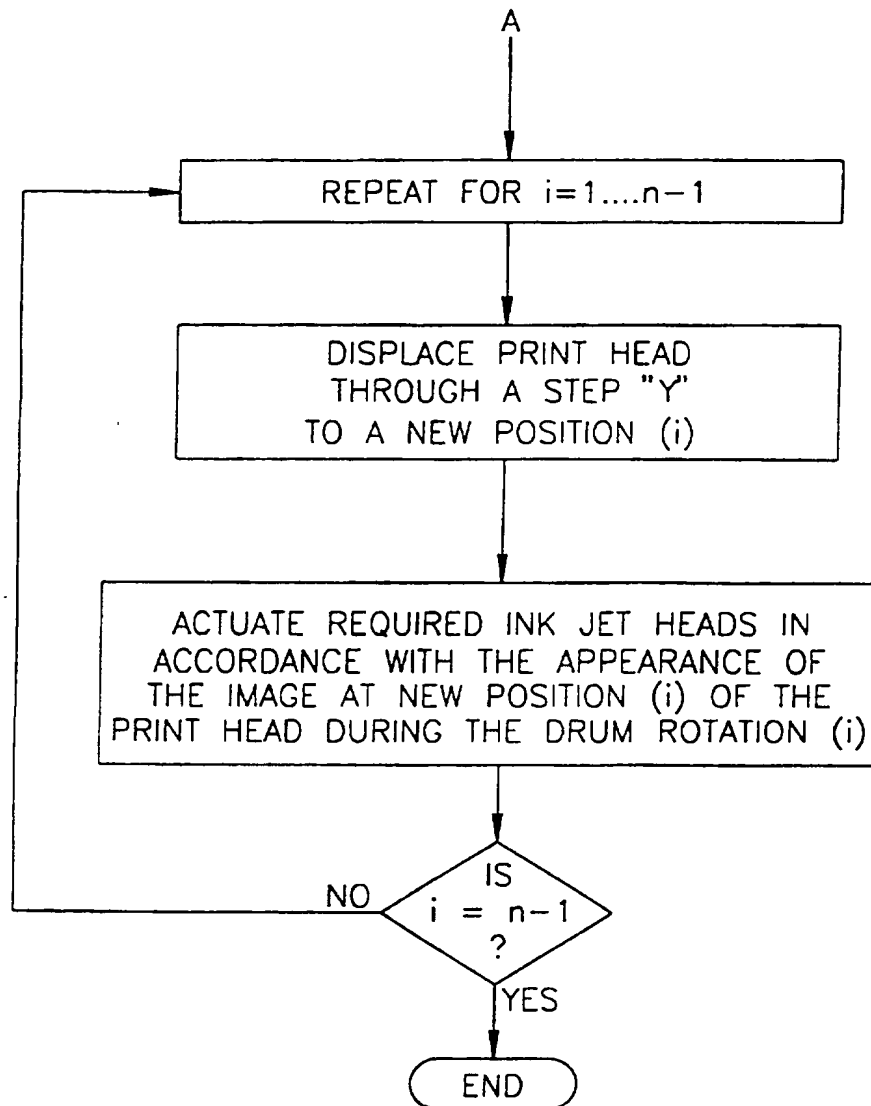 A
REPEAT FOR i=1....n-1
DISPLACE PRINT HEAD
THROUGH A STEP "Y"
TO A NEW POSITION (i)
ACTUATE REQUIRED INK JET HEADS IN
ACCORDANCE WITH THE APPEARANCE OF
THE IMAGE AT NEW POSITION (i) OF THE
PRINT HEAD DURING THE DRUM ROTATION (i)
IS
i = n-1
?
NO
YES
END